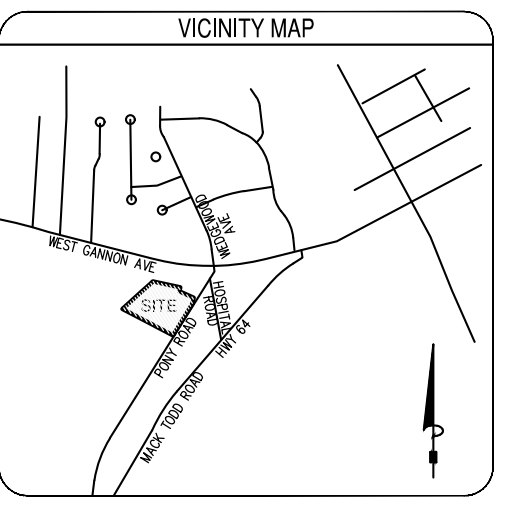 VICINITY MAP
WEDGEWOOD
AVE
WEST GANNON AVE
SITE
HOSPITAL
ROAD
PONY ROAD
HWY 64
MACK TODD ROAD